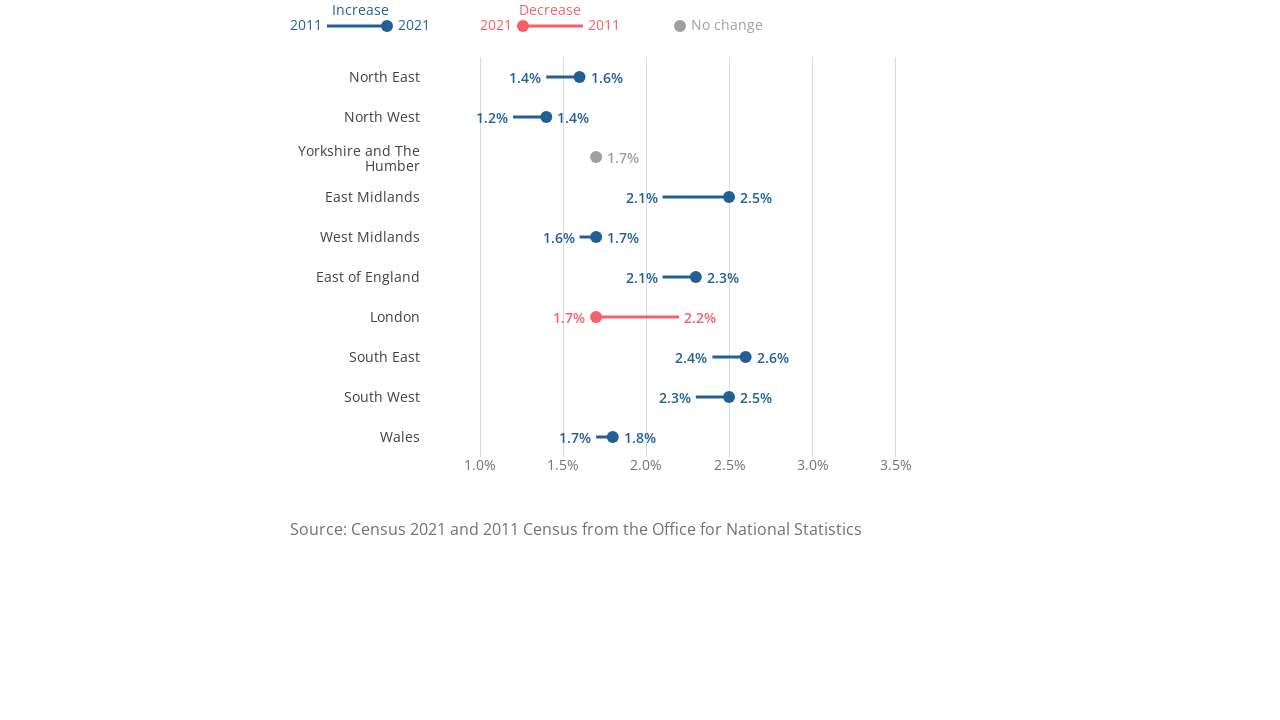 Increase
2011 2021
Decrease
2021 2011
No change
North East 1.4% 1.6%
North West 1.2% 1.4%
Yorkshire and The
Humber 1.7%
East Midlands 2.1% 2.5%
West Midlands 1.6% 1.7%
East of England 2.1% 2.3%
London 1.7% 2.2%
South East 2.4% 2.6%
South West 2.3% 2.5%
Wales 1.7% 1.8%
1.0% 1.5% 2.0% 2.5% 3.0% 3.5%
Source: Census 2021 and 2011 Census from the Office for National Statistics